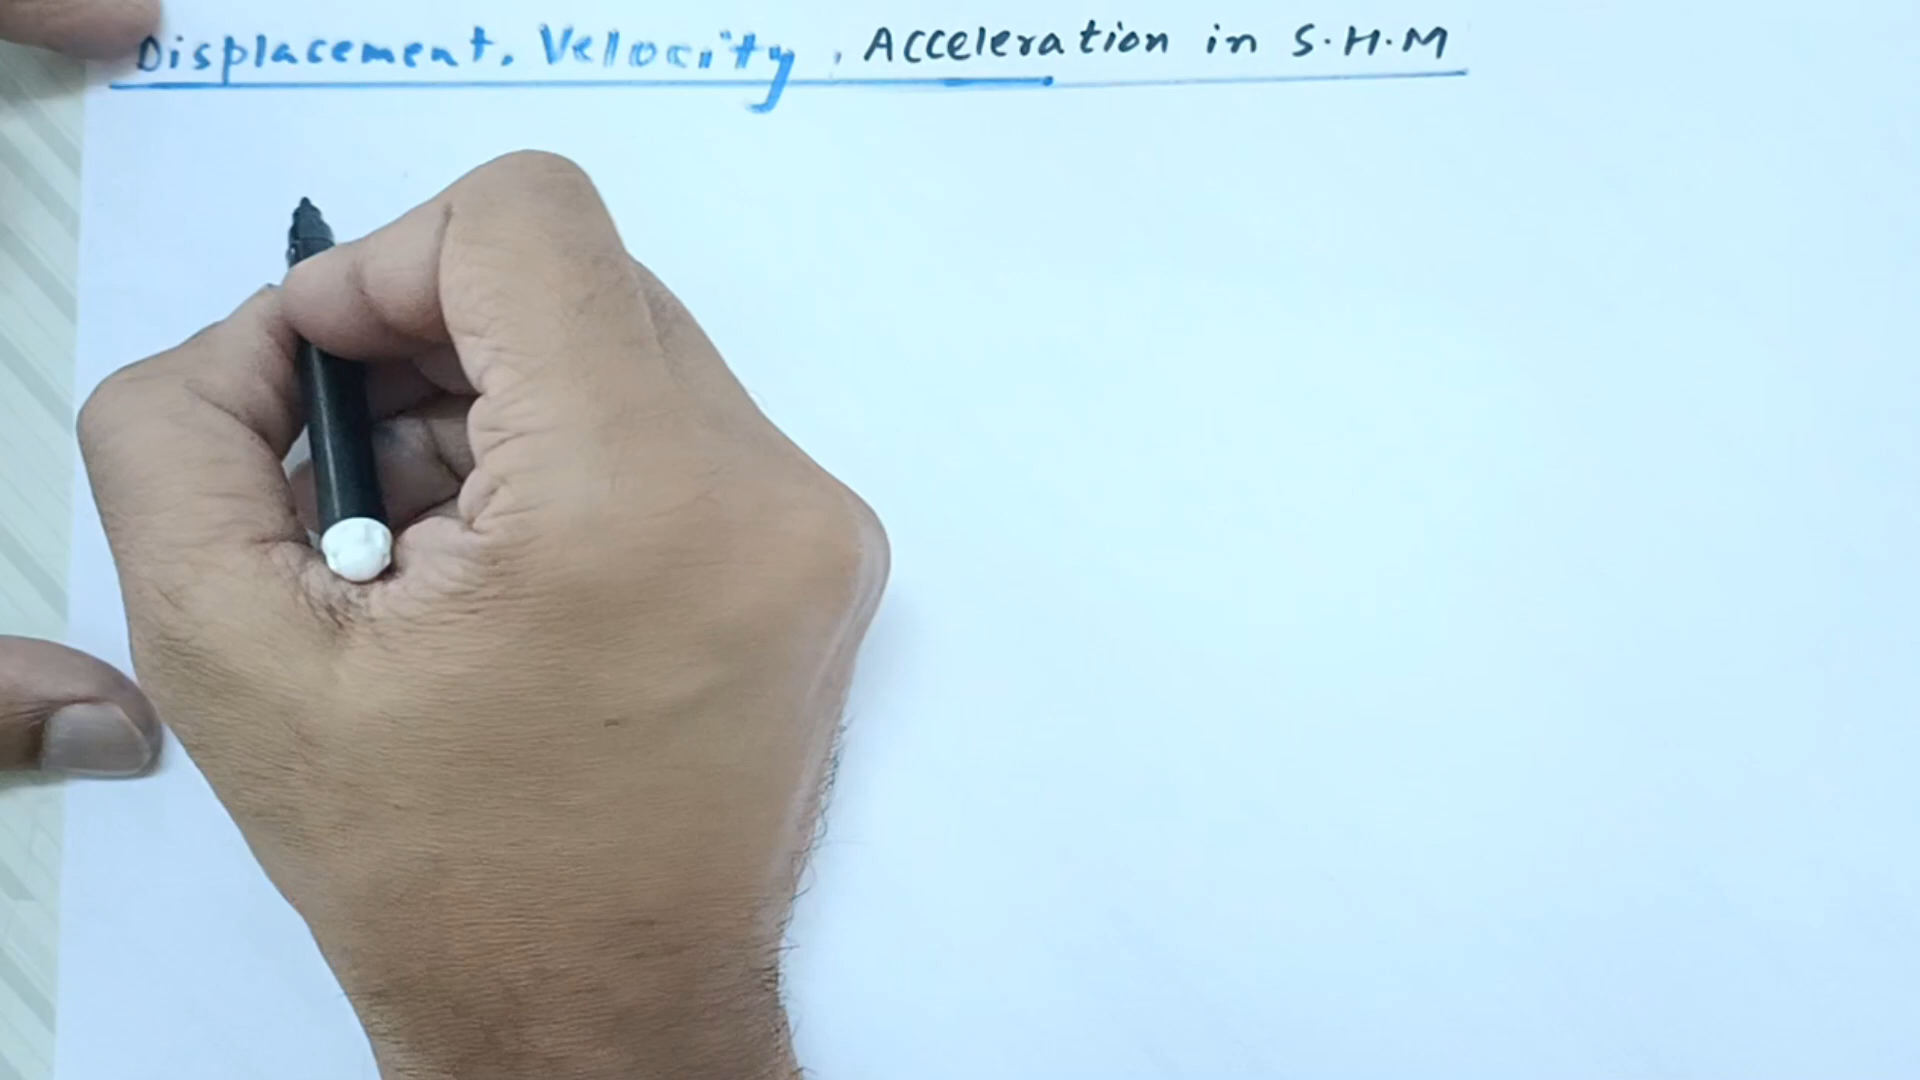 Displacement, Velocity, Acceleration in S.H.M